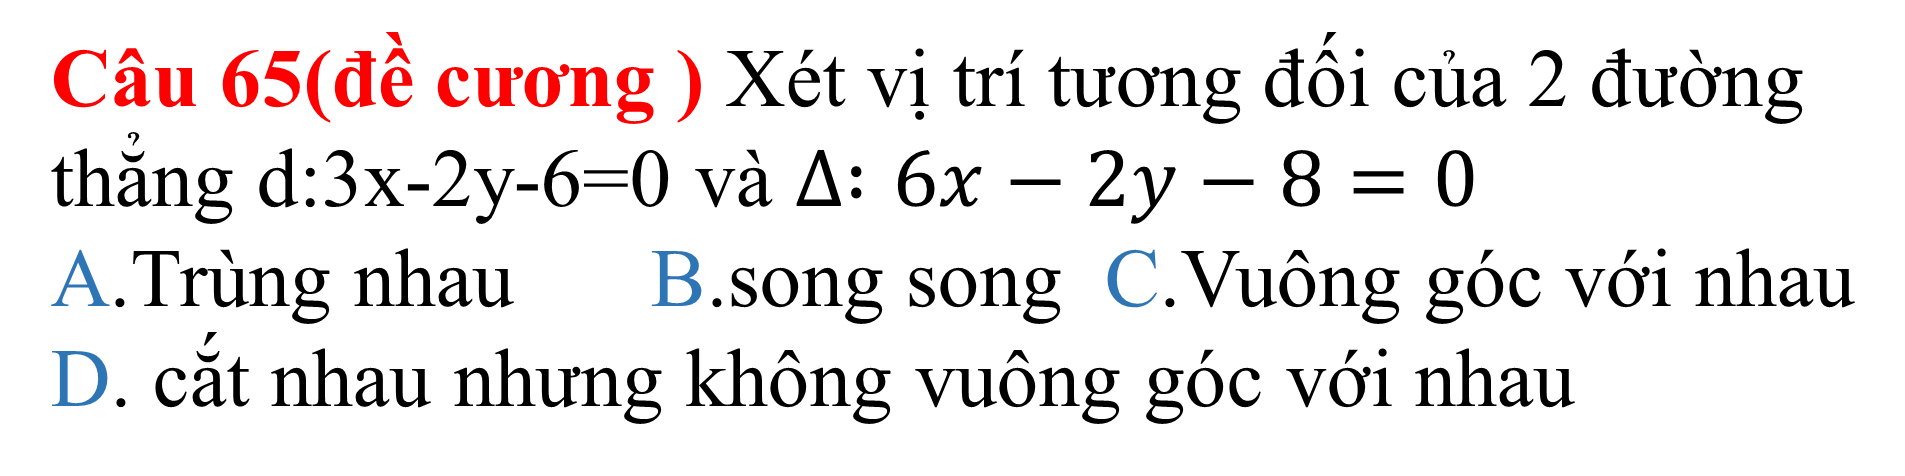 Câu 65(đề cương ) Xét vị trí tương đối của 2 đường
thẳng d:3x-2y-6=0 và Δ: 6x − 2y − 8 = 0
A.Trùng nhau B.song song C.Vuông góc với nhau
D. cắt nhau nhưng không vuông góc với nhau